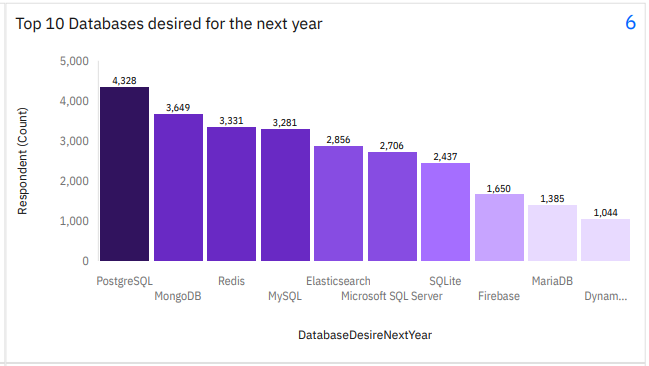 Top 10 Databases desired for the next year
6
5,000
4,000
3,000
2,000
1,000
0
Respondent (Count)
4,328
3,649
3,331
3,281
2,856
2,706
2,437
1,650
1,385
1,044
PostgreSQL
MongoDB
Redis
MySQL
Elasticsearch
Microsoft SQL Server
SQLite
Firebase
MariaDB
Dynam...
DatabaseDesireNextYear